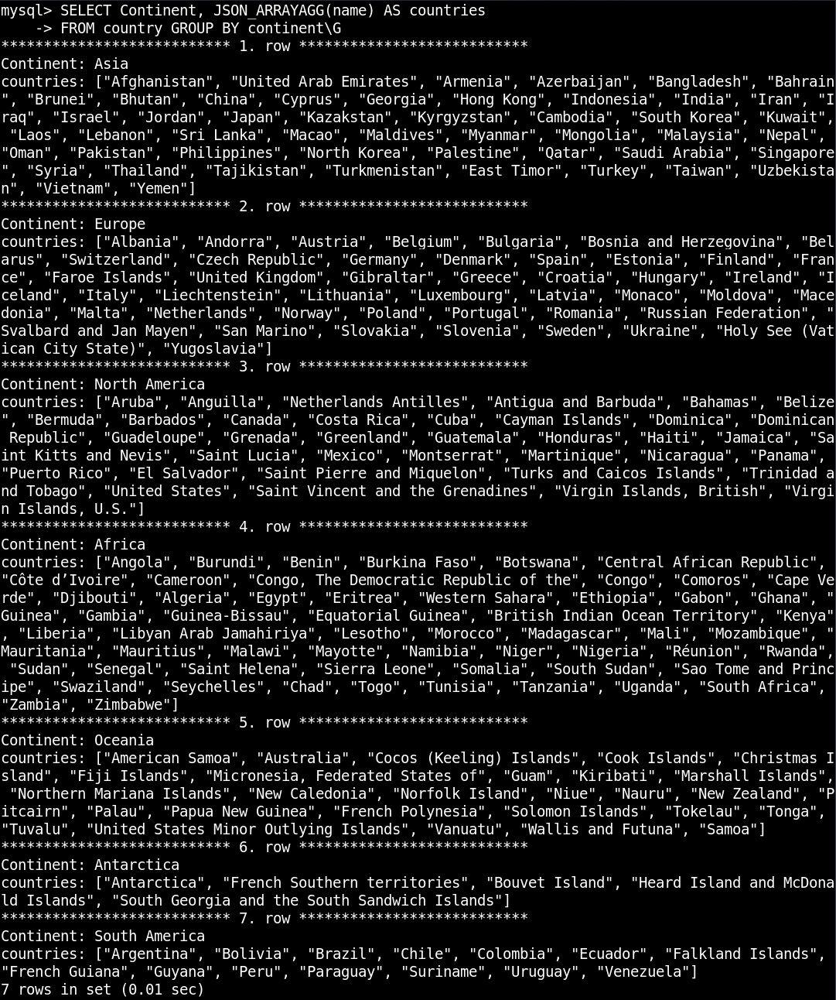 mysql> SELECT Continent, JSON_ARRAYAGG(name) AS countries
    -> FROM country GROUP BY continent\G
*************************** 1. row ***************************
Continent: Asia
countries: ["Afghanistan", "United Arab Emirates", "Armenia", "Azerbaijan", "Bangladesh", "Bahrain
", "Brunei", "Bhutan", "China", "Cyprus", "Georgia", "Hong Kong", "Indonesia", "India", "Iran", "I
raq", "Israel", "Jordan", "Japan", "Kazakstan", "Kyrgyzstan", "Cambodia", "South Korea", "Kuwait",
 "Laos", "Lebanon", "Sri Lanka", "Macao", "Maldives", "Myanmar", "Mongolia", "Malaysia", "Nepal",
"Oman", "Pakistan", "Philippines", "North Korea", "Palestine", "Qatar", "Saudi Arabia", "Singapore
", "Syria", "Thailand", "Tajikistan", "Turkmenistan", "East Timor", "Turkey", "Taiwan", "Uzbekista
n", "Vietnam", "Yemen"]
*************************** 2. row ***************************
Continent: Europe
countries: ["Albania", "Andorra", "Austria", "Belgium", "Bulgaria", "Bosnia and Herzegovina", "Bel
arus", "Switzerland", "Czech Republic", "Germany", "Denmark", "Spain", "Estonia", "Finland", "Fran
ce", "Faroe Islands", "United Kingdom", "Gibraltar", "Greece", "Croatia", "Hungary", "Ireland", "I
celand", "Italy", "Liechtenstein", "Lithuania", "Luxembourg", "Latvia", "Monaco", "Moldova", "Mace
donia", "Malta", "Netherlands", "Norway", "Poland", "Portugal", "Romania", "Russian Federation", "
Svalbard and Jan Mayen", "San Marino", "Slovakia", "Slovenia", "Sweden", "Ukraine", "Holy See (Vat
ican City State)", "Yugoslavia"]
*************************** 3. row ***************************
Continent: North America
countries: ["Aruba", "Anguilla", "Netherlands Antilles", "Antigua and Barbuda", "Bahamas", "Belize
", "Bermuda", "Barbados", "Canada", "Costa Rica", "Cuba", "Cayman Islands", "Dominica", "Dominican
 Republic", "Guadeloupe", "Grenada", "Greenland", "Guatemala", "Honduras", "Haiti", "Jamaica", "Sa
int Kitts and Nevis", "Saint Lucia", "Mexico", "Montserrat", "Martinique", "Nicaragua", "Panama",
"Puerto Rico", "El Salvador", "Saint Pierre and Miquelon", "Turks and Caicos Islands", "Trinidad a
nd Tobago", "United States", "Saint Vincent and the Grenadines", "Virgin Islands, British", "Virgi
n Islands, U.S."]
*************************** 4. row ***************************
Continent: Africa
countries: ["Angola", "Burundi", "Benin", "Burkina Faso", "Botswana", "Central African Republic",
"Côte d’Ivoire", "Cameroon", "Congo, The Democratic Republic of the", "Congo", "Comoros", "Cape Ve
rde", "Djibouti", "Algeria", "Egypt", "Eritrea", "Western Sahara", "Ethiopia", "Gabon", "Ghana", "
Guinea", "Gambia", "Guinea-Bissau", "Equatorial Guinea", "British Indian Ocean Territory", "Kenya"
, "Liberia", "Libyan Arab Jamahiriya", "Lesotho", "Morocco", "Madagascar", "Mali", "Mozambique", "
Mauritania", "Mauritius", "Malawi", "Mayotte", "Namibia", "Niger", "Nigeria", "Réunion", "Rwanda",
 "Sudan", "Senegal", "Saint Helena", "Sierra Leone", "Somalia", "South Sudan", "Sao Tome and Princ
ipe", "Swaziland", "Seychelles", "Chad", "Togo", "Tunisia", "Tanzania", "Uganda", "South Africa",
"Zambia", "Zimbabwe"]
*************************** 5. row ***************************
Continent: Oceania
countries: ["American Samoa", "Australia", "Cocos (Keeling) Islands", "Cook Islands", "Christmas I
sland", "Fiji Islands", "Micronesia, Federated States of", "Guam", "Kiribati", "Marshall Islands",
 "Northern Mariana Islands", "New Caledonia", "Norfolk Island", "Niue", "Nauru", "New Zealand", "P
itcairn", "Palau", "Papua New Guinea", "French Polynesia", "Solomon Islands", "Tokelau", "Tonga",
"Tuvalu", "United States Minor Outlying Islands", "Vanuatu", "Wallis and Futuna", "Samoa"]
*************************** 6. row ***************************
Continent: Antarctica
countries: ["Antarctica", "French Southern territories", "Bouvet Island", "Heard Island and McDona
ld Islands", "South Georgia and the South Sandwich Islands"]
*************************** 7. row ***************************
Continent: South America
countries: ["Argentina", "Bolivia", "Brazil", "Chile", "Colombia", "Ecuador", "Falkland Islands",
"French Guiana", "Guyana", "Peru", "Paraguay", "Suriname", "Uruguay", "Venezuela"]
7 rows in set (0.01 sec)